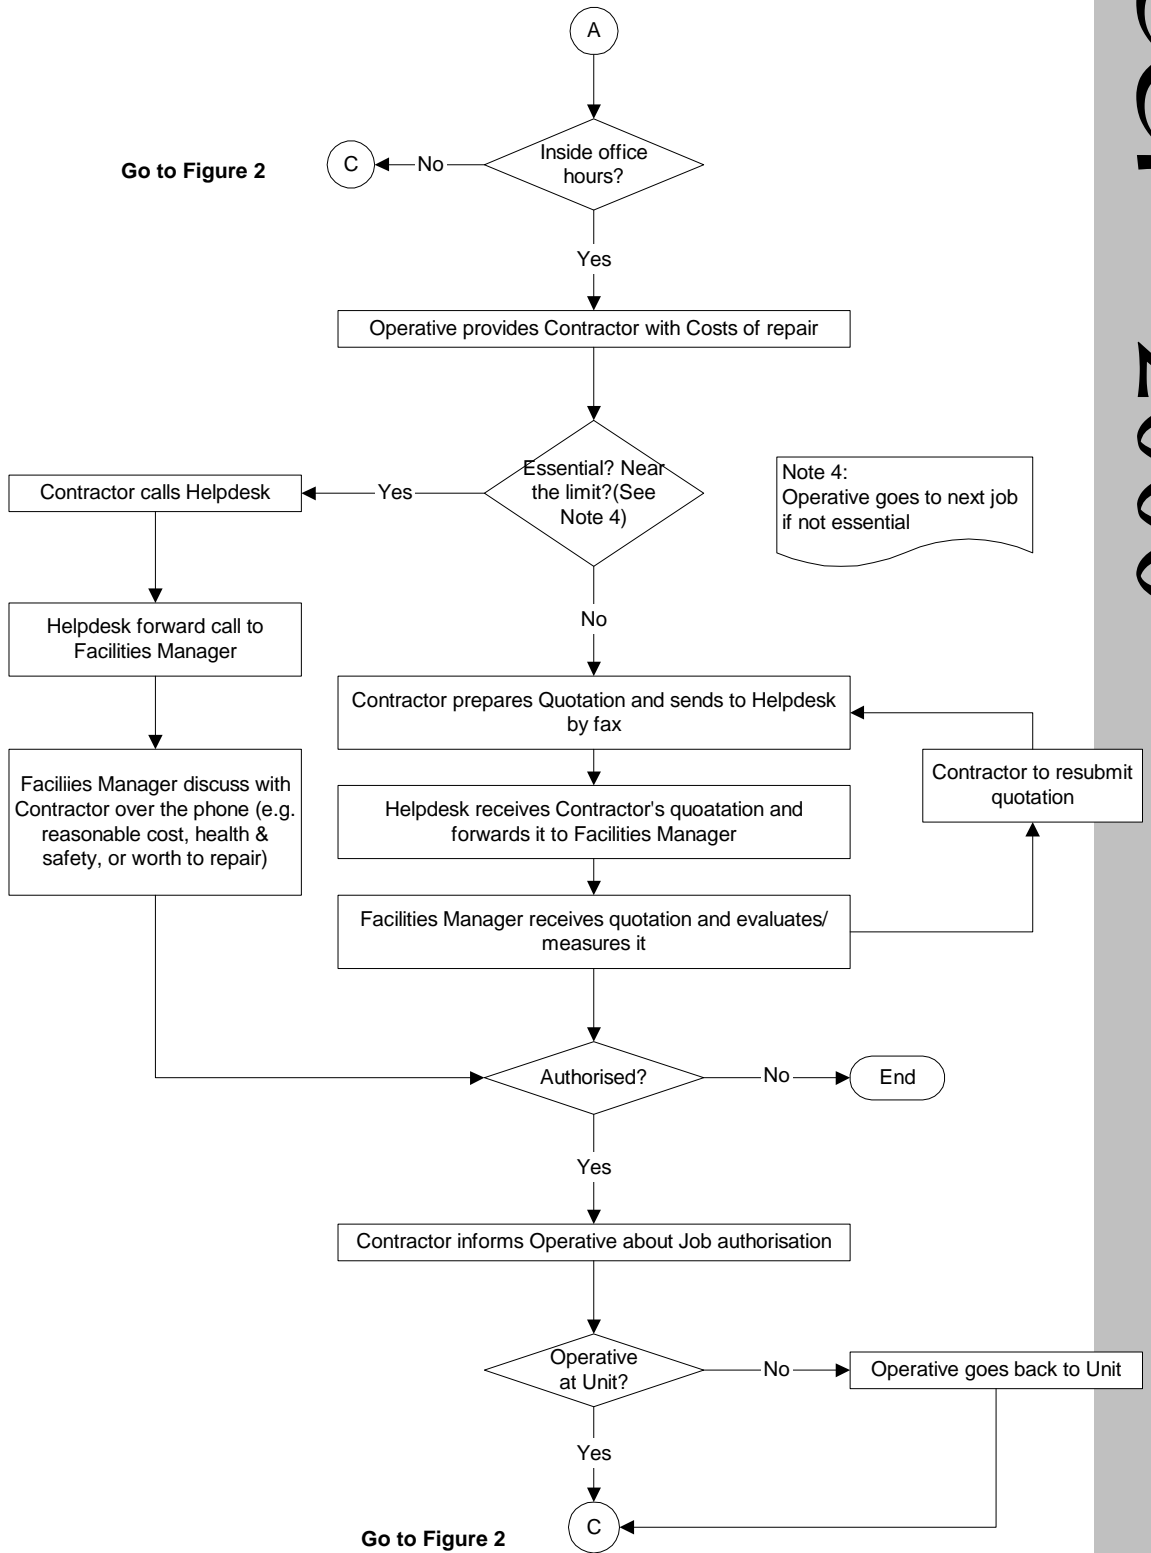 A
Inside office
hours?
No
C
Go to Figure 2
Yes
Operative provides Contractor with Costs of repair
Essential? Near
the limit?(See
Note 4)
Yes
Contractor calls Helpdesk
Note 4:
Operative goes to next job
if not essential
Helpdesk forward call to
Facilities Manager
No
Contractor prepares Quotation and sends to Helpdesk
by fax
Faciliies Manager discuss with
Contractor over the phone (e.g.
reasonable cost, health &
safety, or worth to repair)
Helpdesk receives Contractor's quoatation and
forwards it to Facilities Manager
Contractor to resubmit
quotation
Facilities Manager receives quotation and evaluates/
measures it
Authorised?
No
End
Yes
Contractor informs Operative about Job authorisation
Operative
at Unit?
No
Operative goes back to Unit
Yes
C
Go to Figure 2
2000